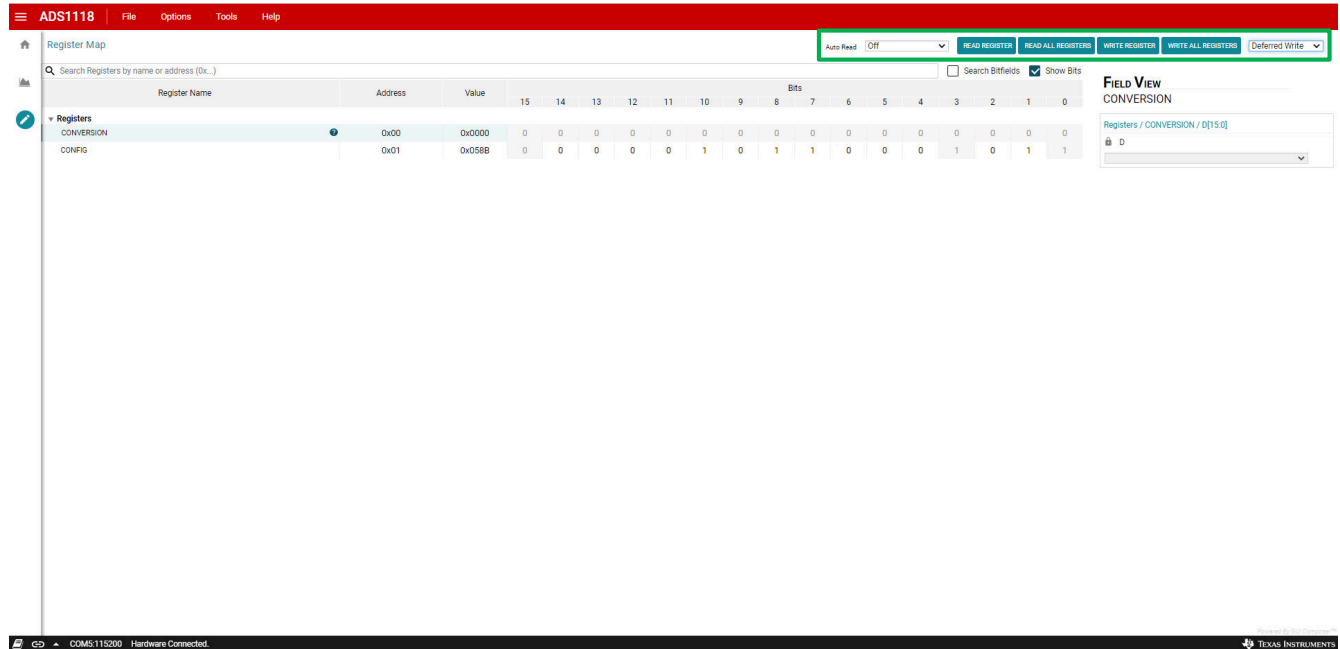 ADS1118 File Options Tools Help
Register Map
Auto Read Off READ REGISTER READ ALL REGISTERS WRITE REGISTER WRITE ALL REGISTERS Deferred Write
Search Registers by name or address (0x...) Search Bitfields Show Bits
Register Name Address Value Bits
15 14 13 12 11 10 9 8 7 6 5 4 3 2 1 0
Registers
CONVERSION ? 0x00 0x0000 0 0 0 0 0 0 0 0 0 0 0 0 0 0 0 0
CONFIG 0x01 0x058B 0 0 0 0 0 1 0 1 1 0 0 0 1 0 1 1
FIELD VIEW
CONVERSION
Registers / CONVERSION / D[15:0]
D
Powered By GUI Composer™
COM5:115200 Hardware Connected.
TEXAS INSTRUMENTS